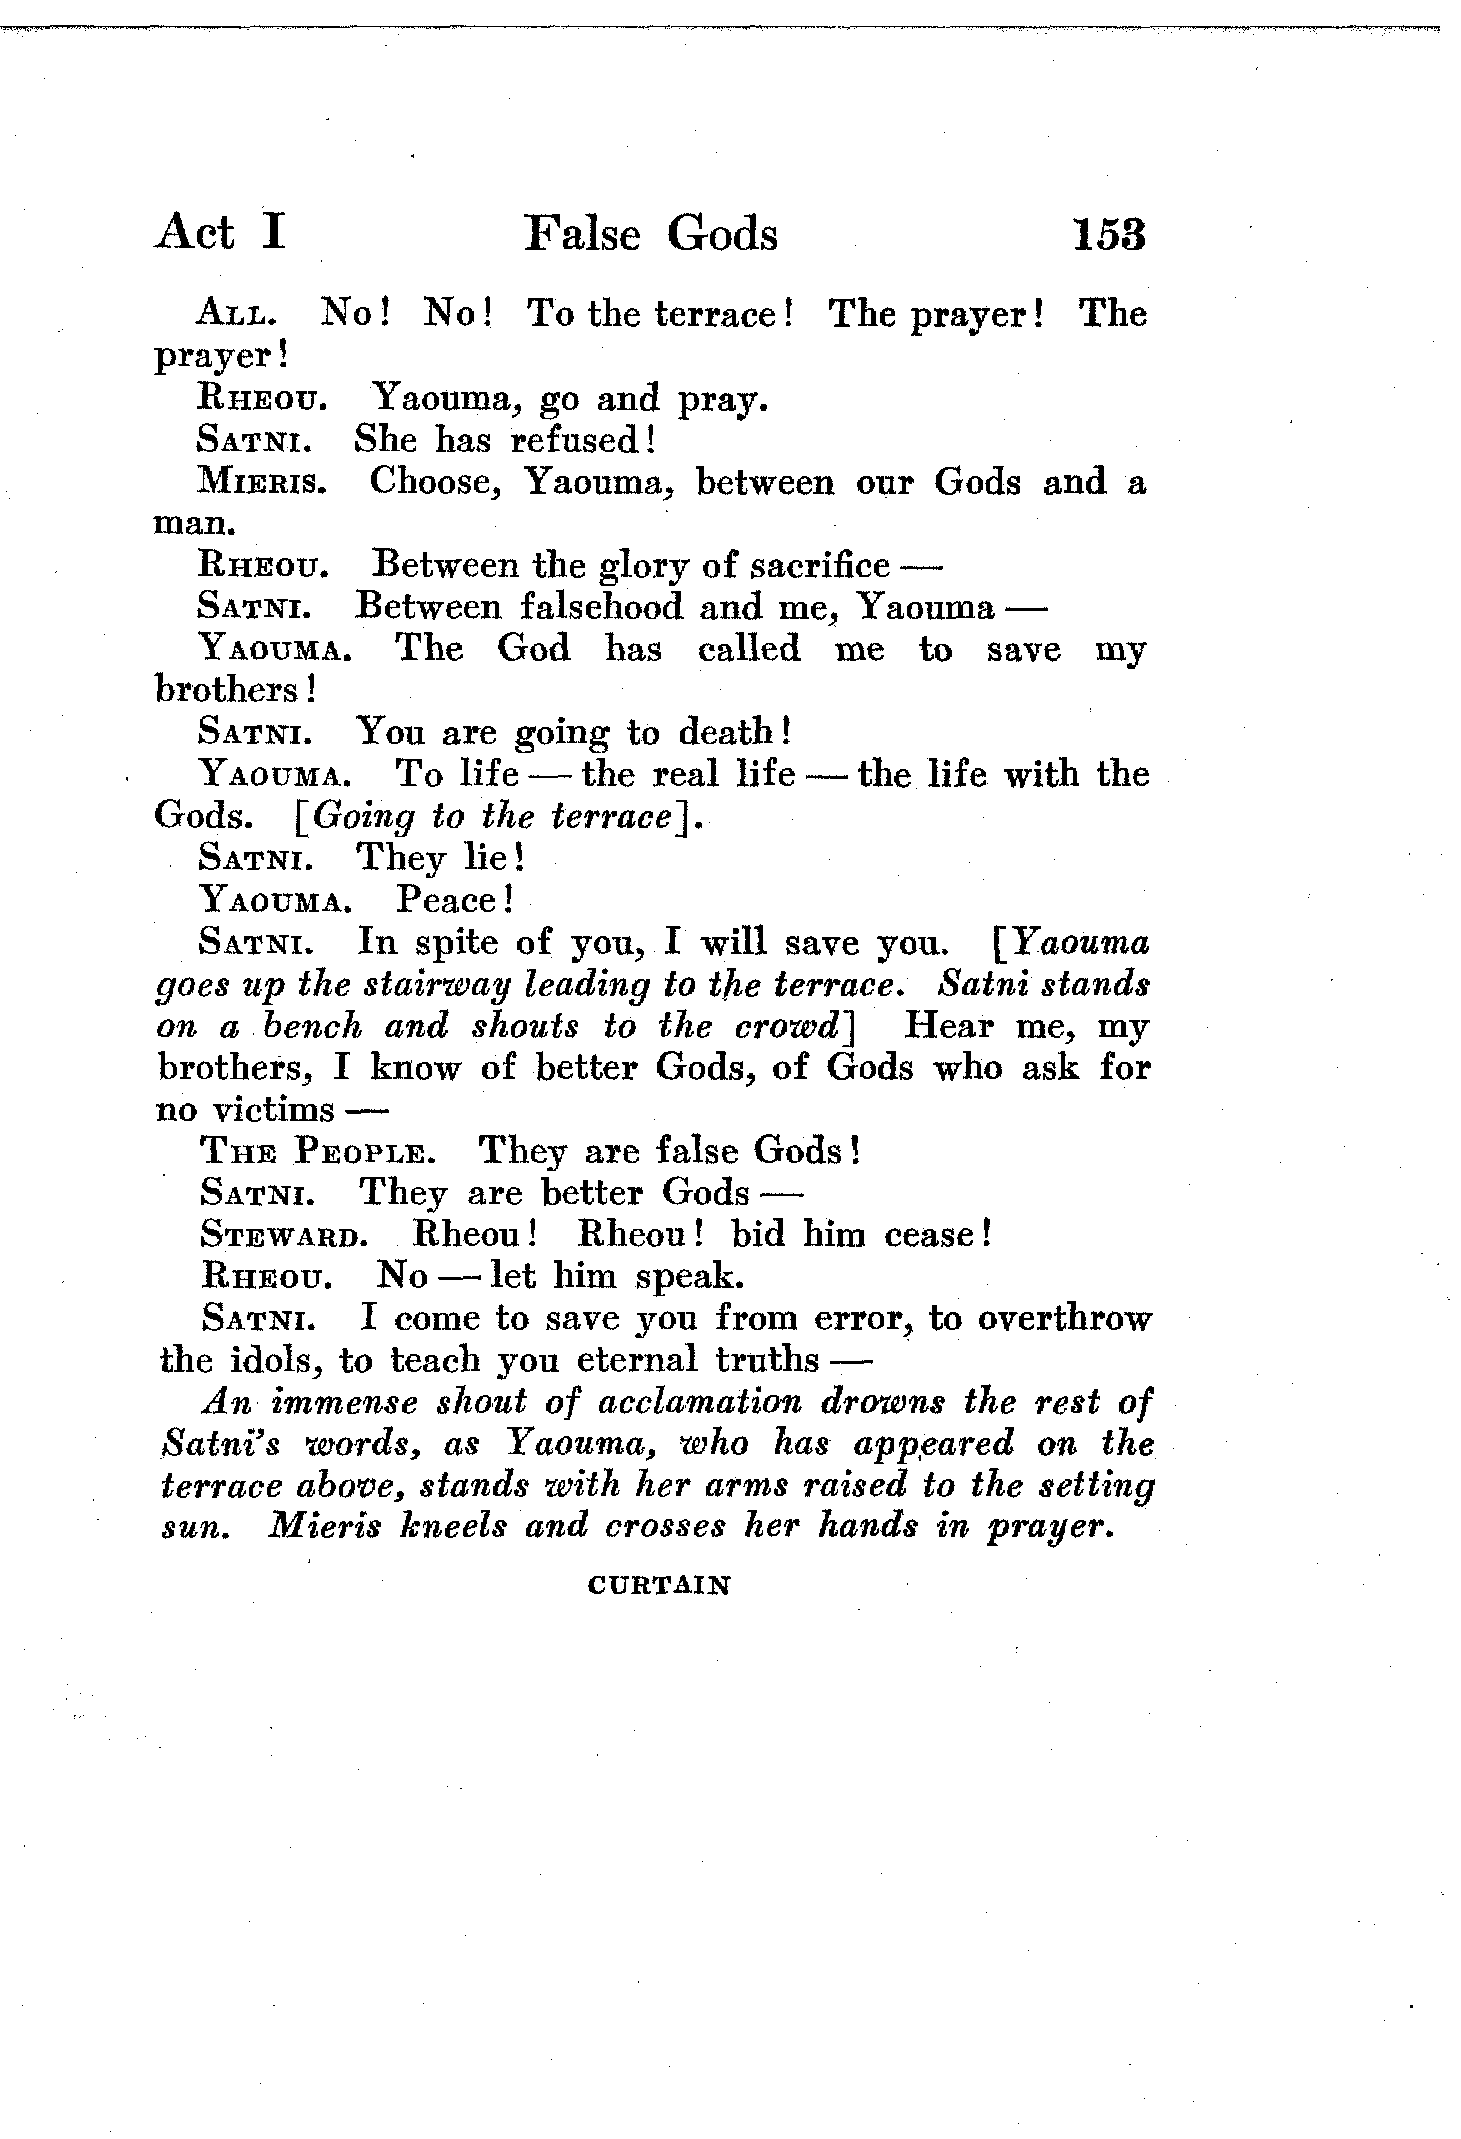 Act I False Gods 153
ALL. No! No! To the terrace! The prayer! The
prayer!
RHEOU. Yaouma, go and pray.
SATNI. She has refused!
MIERIS. Choose, Yaouma, between our Gods and a
man.
RHEOU. Between the glory of sacrifice —
SATNI. Between falsehood and me, Yaouma —
YAOUMA. The God has called me to save my
brothers!
SATNI. You are going to death!
YAOUMA. To life — the real life — the life with the
Gods. [Going to the terrace].
SATNI. They lie!
YAOUMA. Peace!
SATNI. In spite of you, I will save you. [Yaouma
goes up the stairway leading to the terrace. Satni stands
on a bench and shouts to the crowd] Hear me, my
brothers, I know of better Gods, of Gods who ask for
no victims —
THE PEOPLE. They are false Gods!
SATNI. They are better Gods —
STEWARD. Rheou! Rheou! bid him cease!
RHEOU. No — let him speak.
SATNI. I come to save you from error, to overthrow
the idols, to teach you eternal truths —
An immense shout of acclamation drowns the rest of
Satni's words, as Yaouma, who has appeared on the
terrace above, stands with her arms raised to the setting
sun. Mieris kneels and crosses her hands in prayer.
CURTAIN